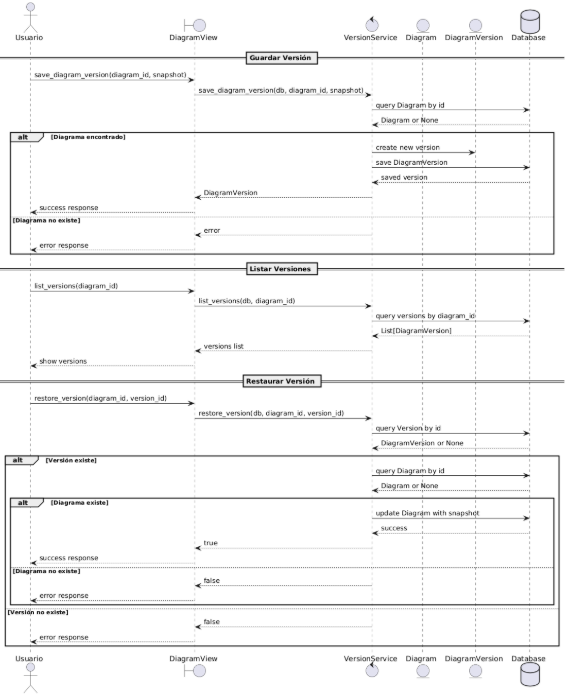 Usuario DiagramView VersionService Diagram DiagramVersion Database
Guardar Versión
save_diagram_version(diagram_id, snapshot)
save_diagram_version(db, diagram_id, snapshot)
query Diagram by id
Diagram or None
alt [Diagrama encontrado]
create new version
save DiagramVersion
saved version
DiagramVersion
success response
[Diagrama no existe]
error
error response
Listar Versiones
list_versions(diagram_id)
list_versions(db, diagram_id)
query versions by diagram_id
List[DiagramVersion]
versions list
show versions
Restaurar Versión
restore_version(diagram_id, version_id)
restore_version(db, diagram_id, version_id)
query Version by id
DiagramVersion or None
alt [Versión existe]
query Diagram by id
Diagram or None
alt [Diagrama existe]
update Diagram with snapshot
success
true
success response
[Diagrama no existe]
false
error response
[Versión no existe]
false
error response
Usuario DiagramView VersionService Diagram DiagramVersion Database